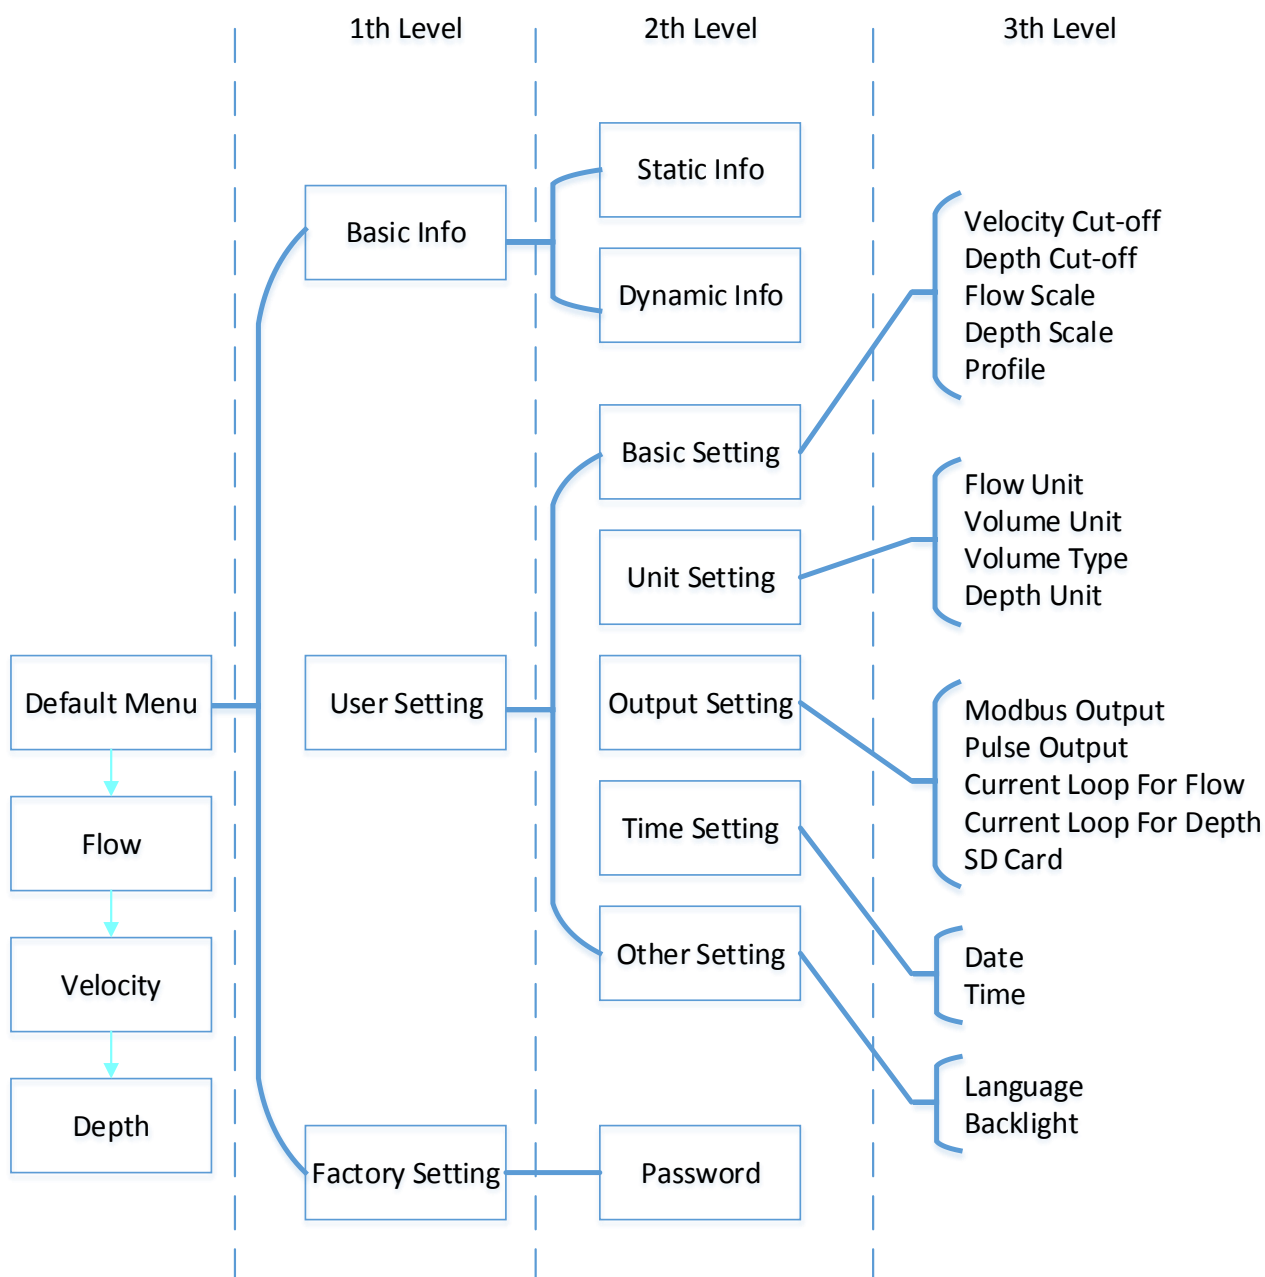 1th Level
2th Level
3th Level
Static Info
Basic Info
Dynamic Info
Velocity Cut-off
Depth Cut-off
Flow Scale
Depth Scale
Profile
Basic Setting
Flow Unit
Volume Unit
Volume Type
Depth Unit
Unit Setting
Default Menu
User Setting
Output Setting
Modbus Output
Pulse Output
Current Loop For Flow
Current Loop For Depth
SD Card
Flow
Time Setting
Velocity
Other Setting
Date
Time
Language
Backlight
Depth
Factory Setting
Password